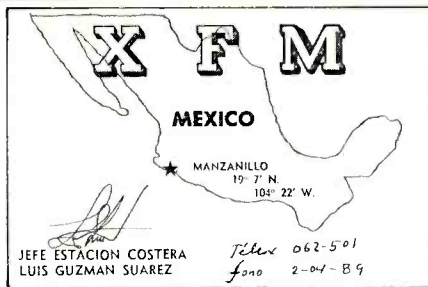 X F M
MEXICO
MANZANILLO
19° 7' N.
104° 22' W.
JEFE ESTACION COSTERA
LUIS GUZMAN SUAREZ
Télex 062-501
fono 2-04-89